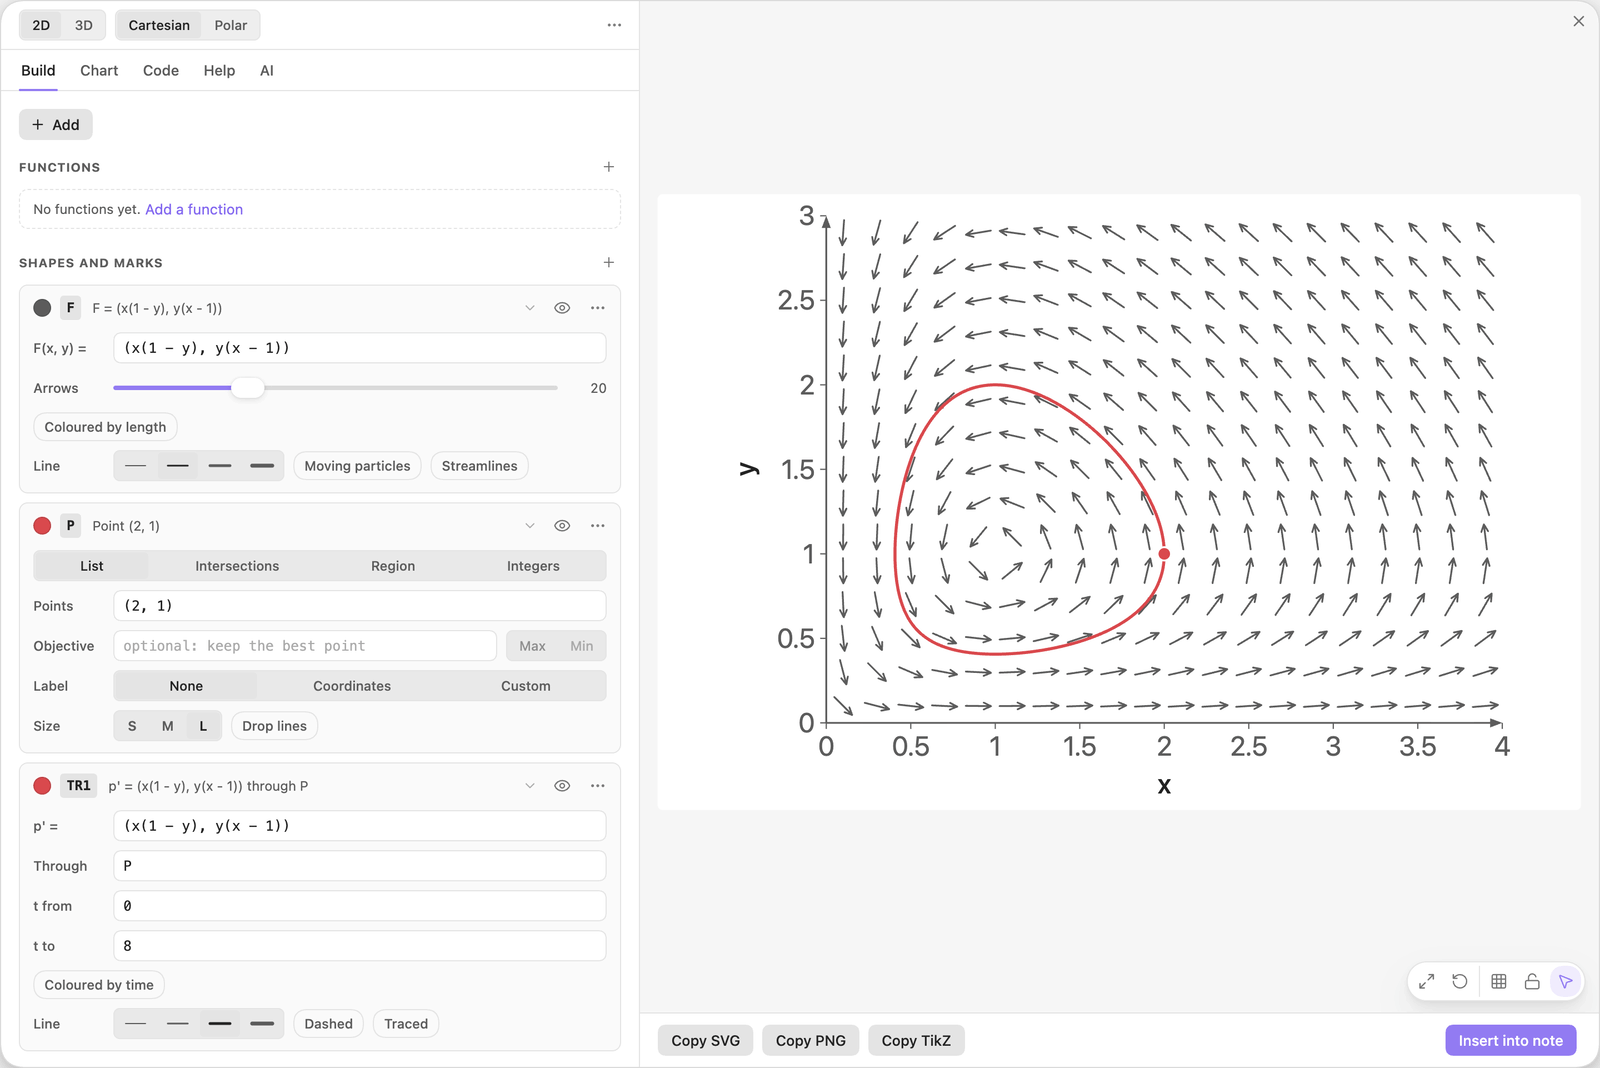 2D 3D Cartesian Polar
Build Chart Code Help AI
+ Add
FUNCTIONS
No functions yet. Add a function
SHAPES AND MARKS
F F = (x(1 - y), y(x - 1))
F(x, y) = (x(1 − y), y(x − 1))
Arrows 20
Coloured by length
Line Moving particles Streamlines
P Point (2, 1)
List Intersections Region Integers
Points (2, 1)
Objective optional: keep the best point Max Min
Label None Coordinates Custom
Size S M L Drop lines
TR1 p' = (x(1 - y), y(x - 1)) through P
p' = (x(1 − y), y(x − 1))
Through P
t from 0
t to 8
Coloured by time
Line Dashed Traced
3
2.5
2
1.5
1
0.5
0
y
0 0.5 1 1.5 2 2.5 3 3.5 4
x
Copy SVG Copy PNG Copy TikZ Insert into note